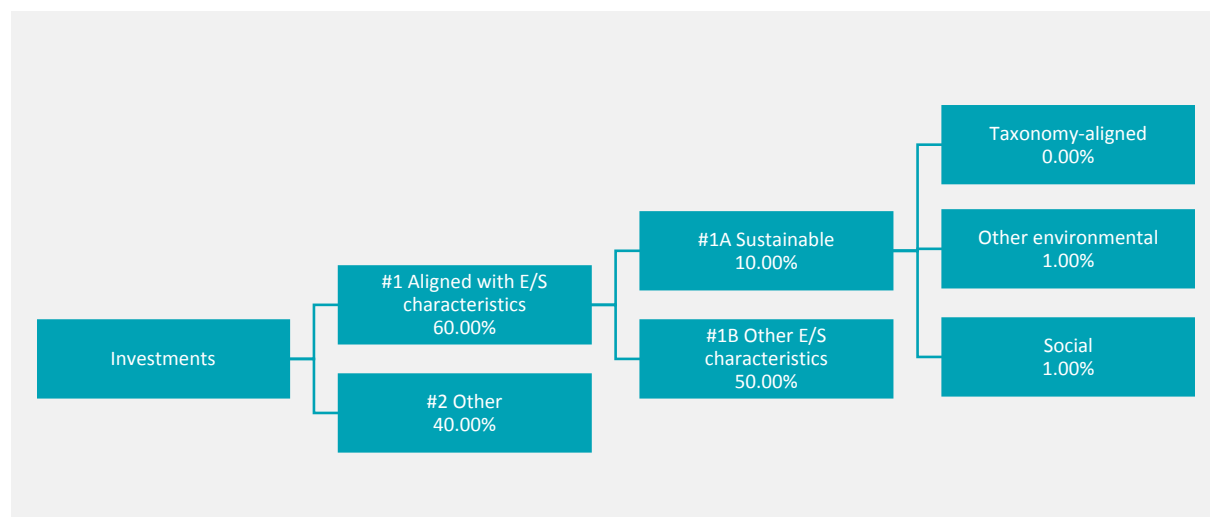 Investments
#1 Aligned with E/S
characteristics
60.00%
#2 Other
40.00%
#1A Sustainable
10.00%
#1B Other E/S
characteristics
50.00%
Taxonomy-aligned
0.00%
Other environmental
1.00%
Social
1.00%